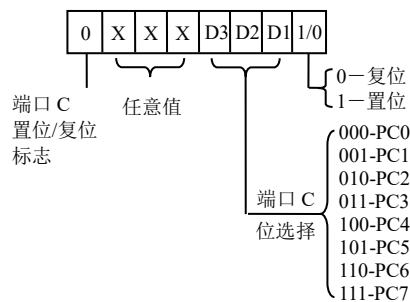 0 X X X D3 D2 D1 1/0
0－复位
1－置位
端口 C
置位/复位
标志
任意值
000-PC0
001-PC1
010-PC2
011-PC3
100-PC4
101-PC5
110-PC6
111-PC7
端口 C
位选择